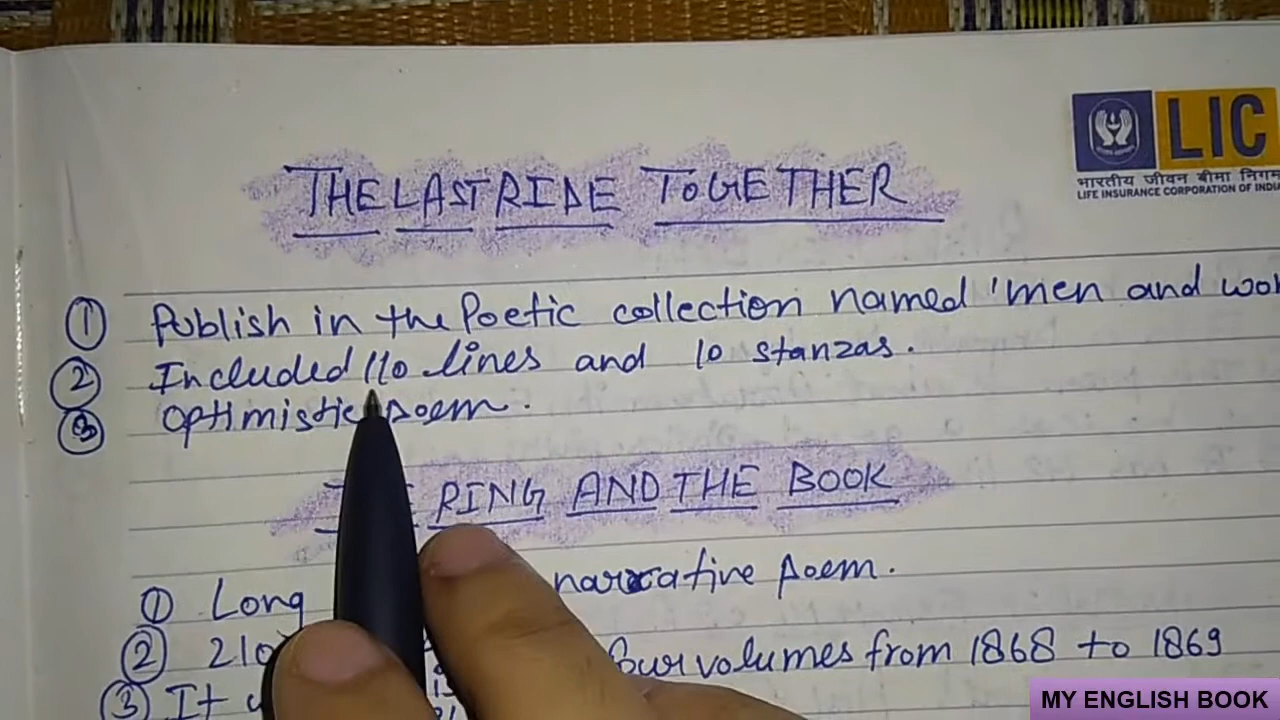 LIC
भारतीय जीवन बीमा निगम
LIFE INSURANCE CORPORATION OF INDIA
THE LAST RIDE TOGETHER
① Publish in the Poetic collection named 'men and
② Included 110 lines and 10 stanzas.
③ Optimistic poem.
RING AND THE BOOK
① Long narrative poem.
② four volumes from 1868 to 1869
③ It
MY ENGLISH BOOK